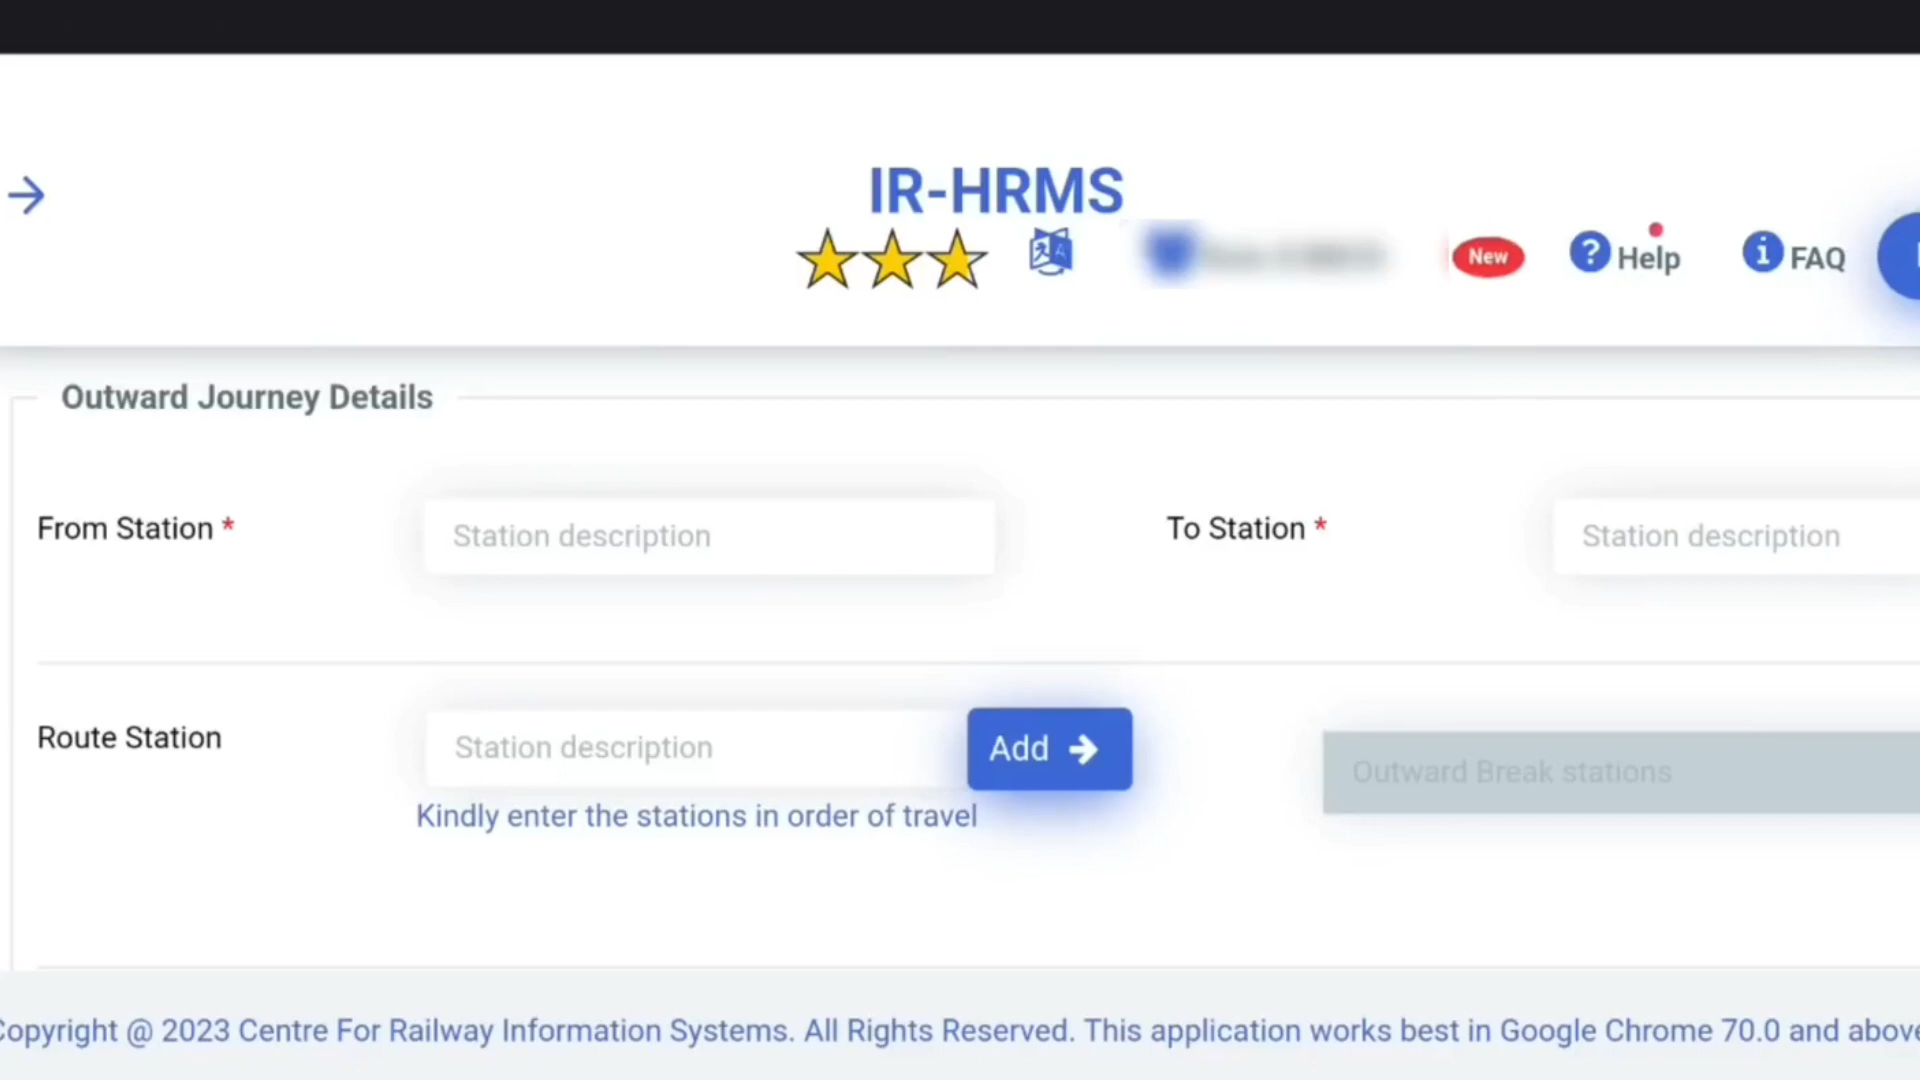 IR-HRMS
New
Help
FAQ
Outward Journey Details
From Station *
Station description
To Station *
Station description
Route Station
Station description
Add
Outward Break stations
Kindly enter the stations in order of travel
Copyright @ 2023 Centre For Railway Information Systems. All Rights Reserved. This application works best in Google Chrome 70.0 and above